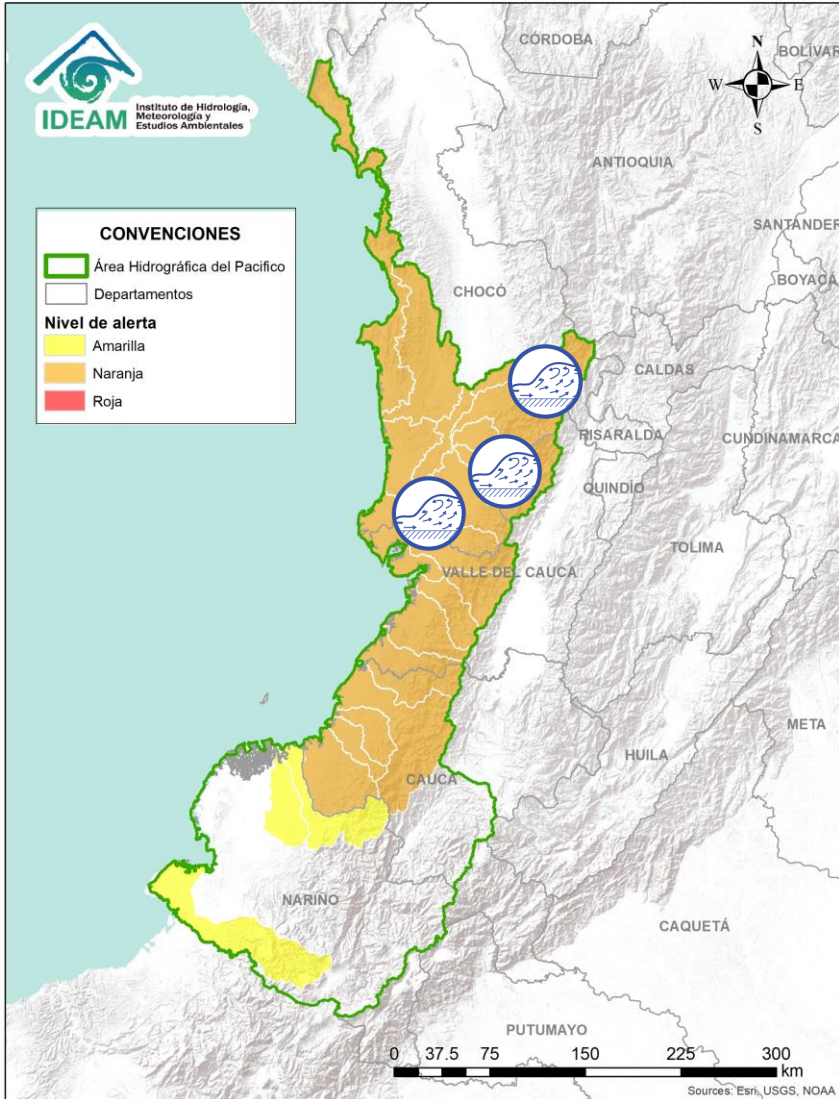 IDEAM
Instituto de Hidrología,
Meteorología y
Estudios Ambientales
CÓRDOBA
BOLÍVAR
N
W
E
S
ANTIOQUIA
SANTANDER
BOYACÁ
CONVENCIONES
Área Hidrográfica del Pacifico
Departamentos
Nivel de alerta
Amarilla
Naranja
Roja
CHOCÓ
CALDAS
RISARALDA
CUNDINAMARCA
QUINDÍO
TOLIMA
VALLE DEL CAUCA
META
HUILA
CAUCA
NARIÑO
CAQUETÁ
PUTUMAYO
0 37.5 75 150 225 300
km
Sources: Esri, USGS, NOAA